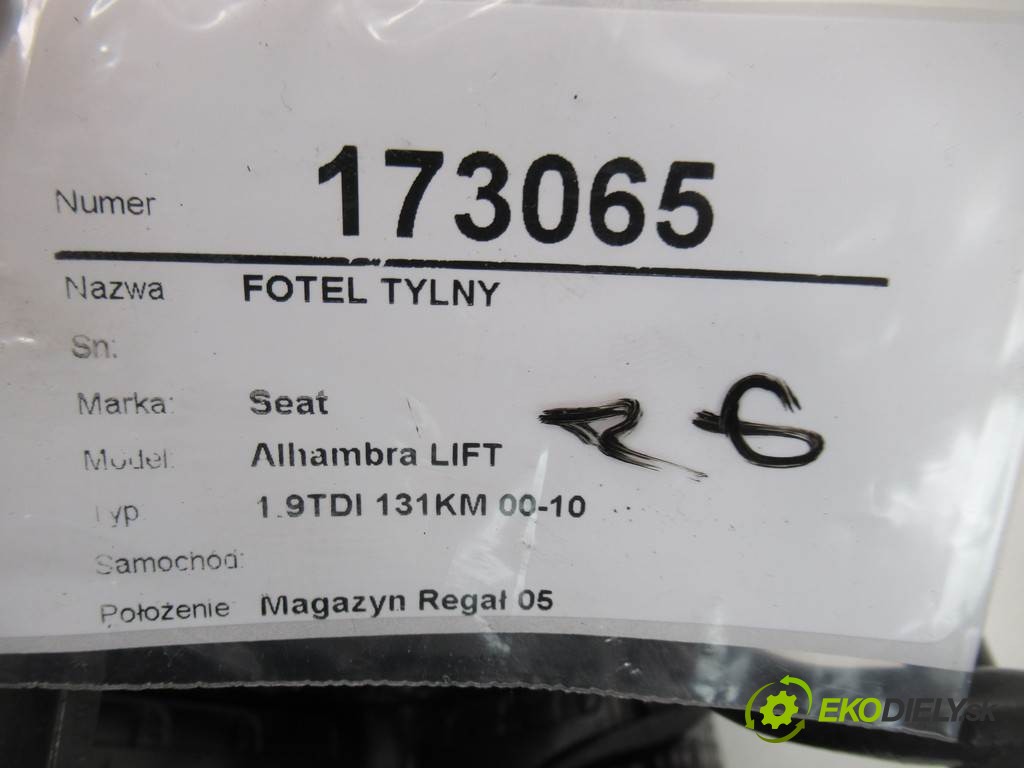 Numer 173065
Nazwa FOTEL TYLNY
Sn:
Marka: Seat
Model: Alhambra LIFT
Typ 1.9TDI 131KM 00-10
Samochód:
Położenie Magazyn Regał 05
R6
EKODIELY.SK